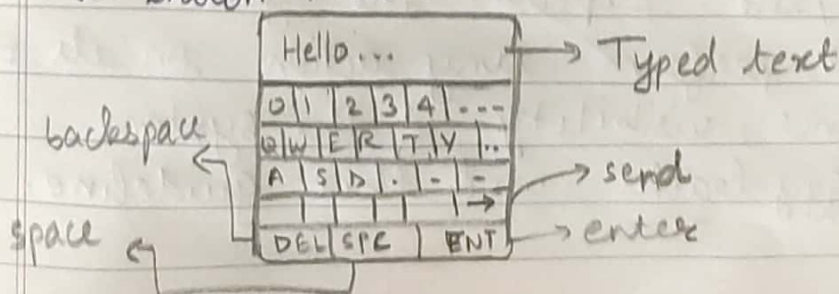 Hello... → Typed text
0 1 2 3 4 ...
backspace
Q W E R T Y ..
A S D . - -
→ send
→
space
DEL SPC ENT → enter